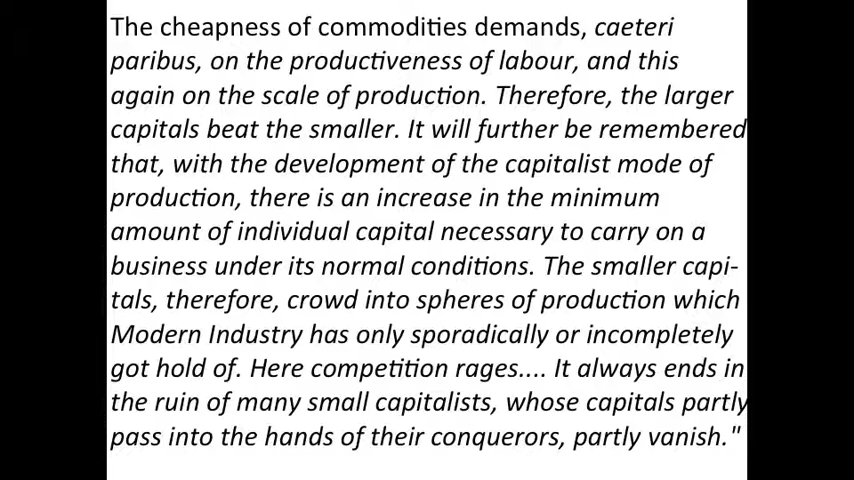 The cheapness of commodities demands, caeteri
paribus, on the productiveness of labour, and this
again on the scale of production. Therefore, the larger
capitals beat the smaller. It will further be remembered
that, with the development of the capitalist mode of
production, there is an increase in the minimum
amount of individual capital necessary to carry on a
business under its normal conditions. The smaller capi-
tals, therefore, crowd into spheres of production which
Modern Industry has only sporadically or incompletely
got hold of. Here competition rages.... It always ends in
the ruin of many small capitalists, whose capitals partly
pass into the hands of their conquerors, partly vanish."